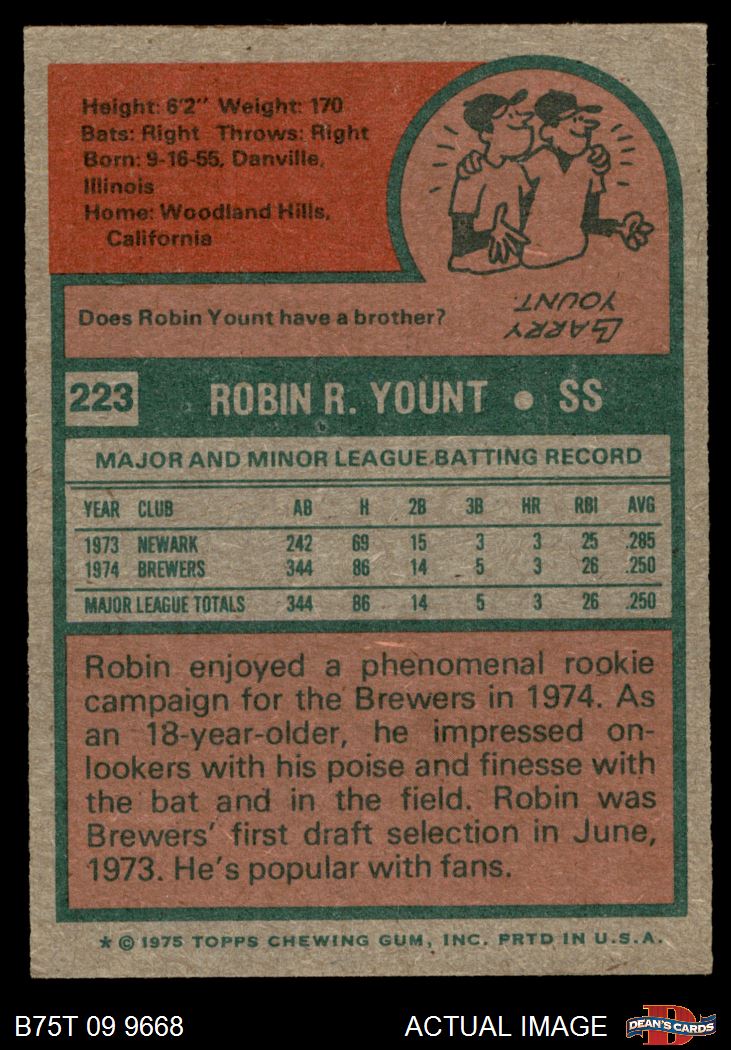 Height: 6'2" Weight: 170
Bats: Right Throws: Right
Born: 9-16-55, Danville,
Illinois
Home: Woodland Hills,
California
Does Robin Yount have a brother?
LARRY
YOUNT.
223 ROBIN R. YOUNT • SS
MAJOR AND MINOR LEAGUE BATTING RECORD
YEAR CLUB AB H 2B 3B HR RBI AVG
1973 NEWARK 242 69 15 3 3 25 .285
1974 BREWERS 344 86 14 5 3 26 .250
MAJOR LEAGUE TOTALS 344 86 14 5 3 26 .250
Robin enjoyed a phenomenal rookie
campaign for the Brewers in 1974. As
an 18-year-older, he impressed on-
lookers with his poise and finesse with
the bat and in the field. Robin was
Brewers' first draft selection in June,
1973. He's popular with fans.
* © 1975 TOPPS CHEWING GUM, INC. PRTD IN U.S.A.
B75T 09 9668 ACTUAL IMAGE D DEAN'S CARDS